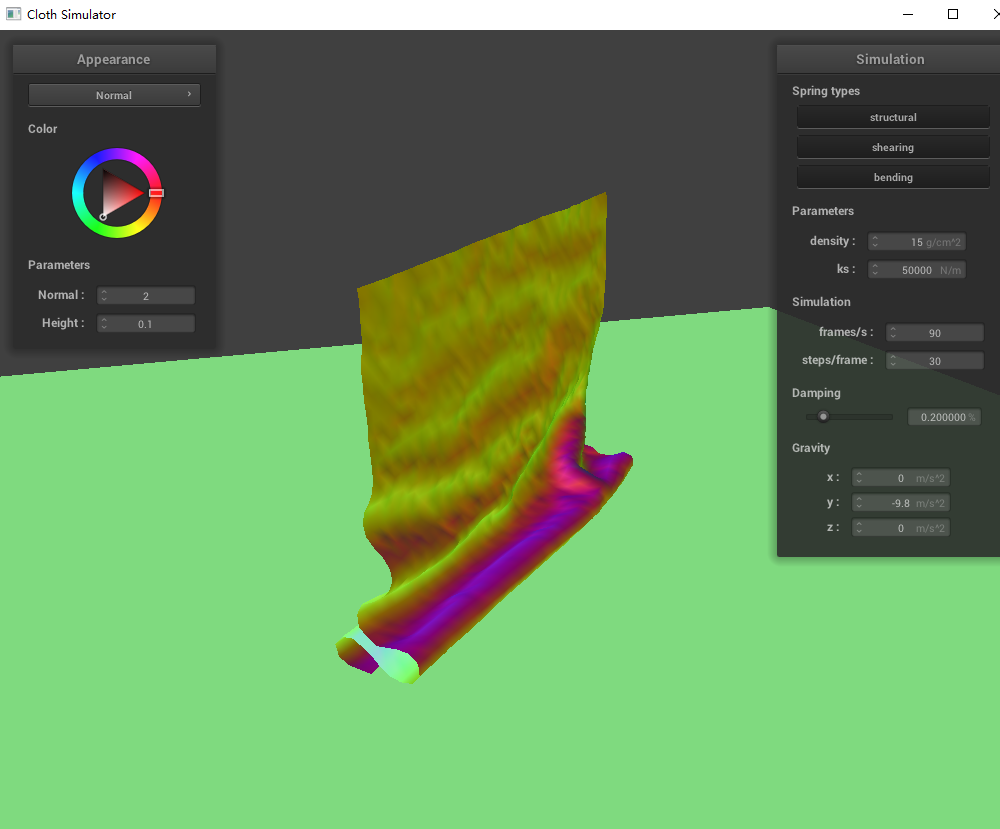 Cloth Simulator
Appearance
Normal
Color
Parameters
Normal : 2
Height : 0.1
Simulation
Spring types
structural
shearing
bending
Parameters
density : 15 g/cm^2
ks : 50000 N/m
Simulation
frames/s : 90
steps/frame : 30
Damping
0.200000 %
Gravity
x : 0 m/s^2
y : -9.8 m/s^2
z : 0 m/s^2